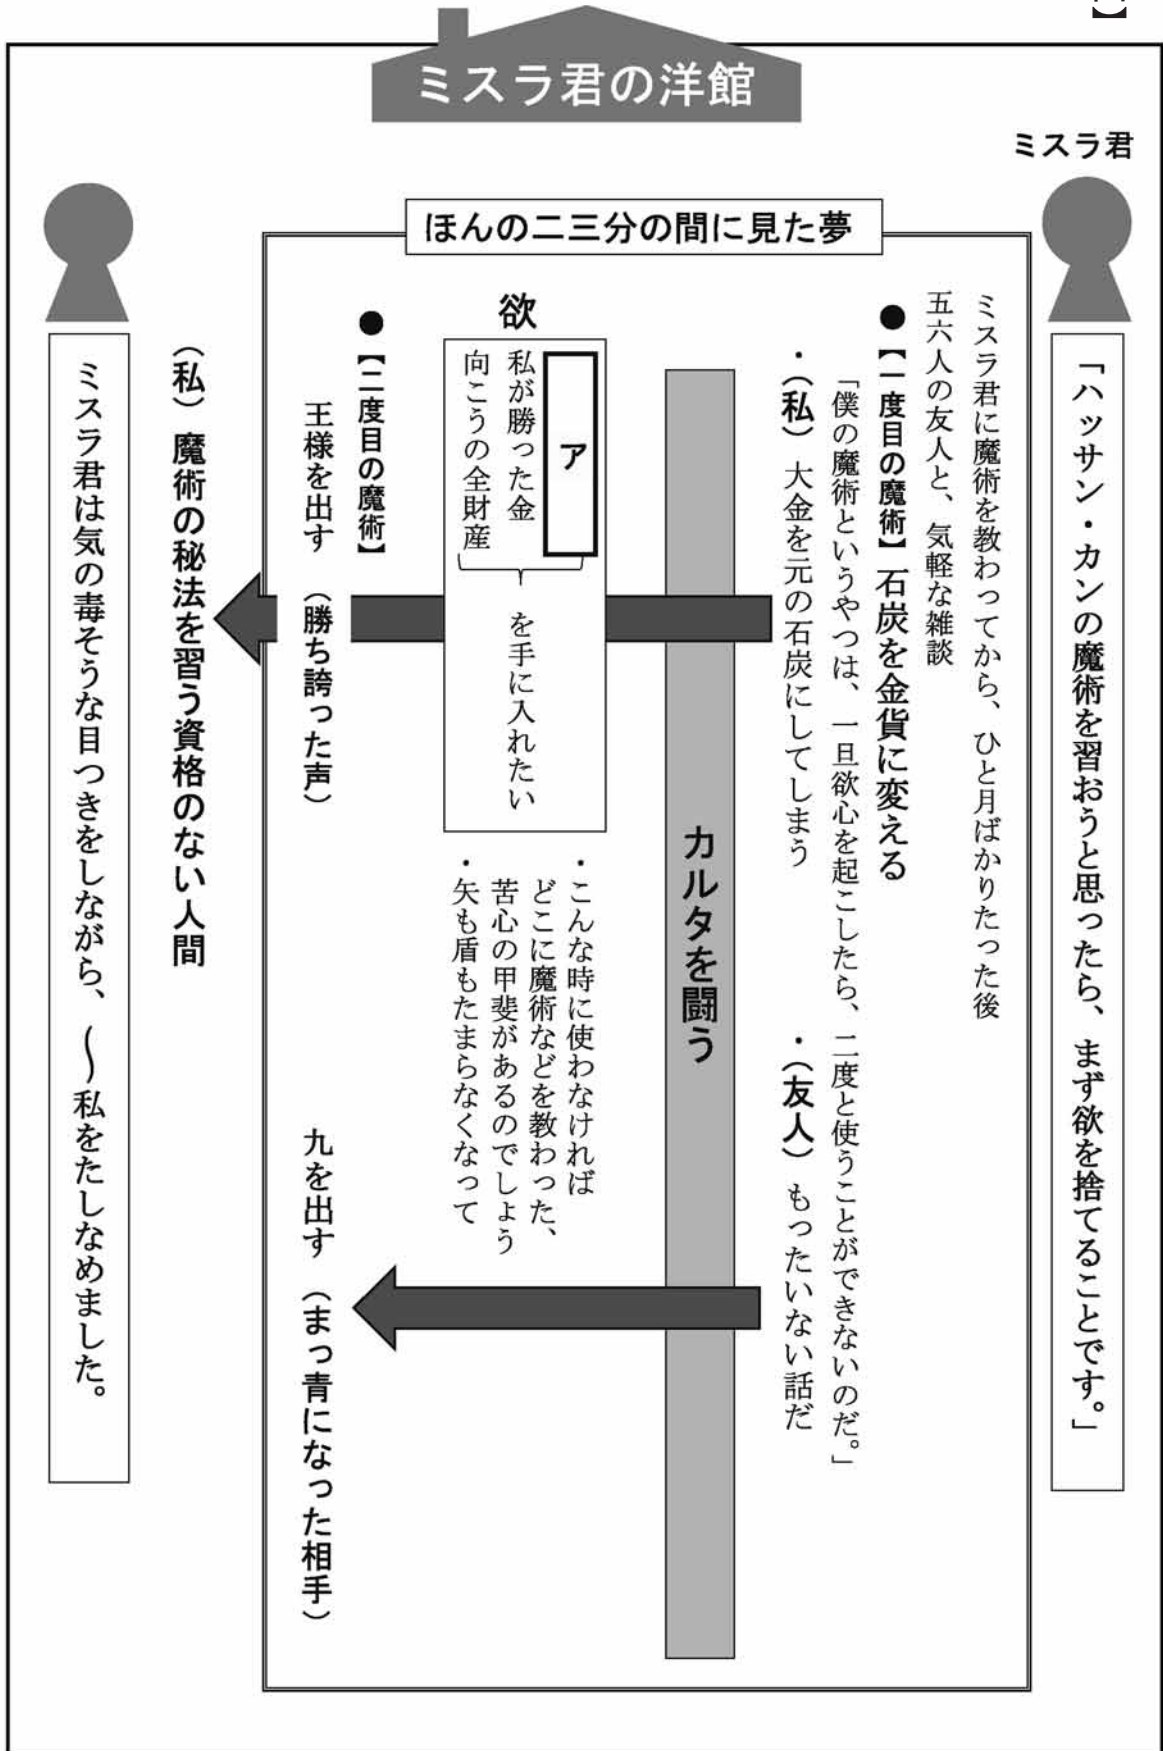 】
ミスラ君の洋館
ミスラ君
「ハッサン・カンの魔術を習おうと思ったら、まず欲を捨てることです。」
ほんの二三分の間に見た夢
ミスラ君に魔術を教わってから、ひと月ばかりたった後
五六人の友人と、気軽な雑談
●【一度目の魔術】石炭を金貨に変える
「僕の魔術というやつは、一旦欲心を起こしたら、二度と使うことができないのだ。」
・（私）大金を元の石炭にしてしまう
・（友人）もったいない話だ
カルタを闘う
欲
ア
私が勝った金
向こうの全財産
を手に入れたい
・こんな時に使わなければ
どこに魔術などを教わった、
苦心の甲斐があるのでしょう
・矢も盾もたまらなくなって
●【二度目の魔術】
王様を出す（勝ち誇った声）
九を出す（まっ青になった相手）
（私）魔術の秘法を習う資格のない人間
ミスラ君は気の毒そうな目つきをしながら、～私をたしなめました。